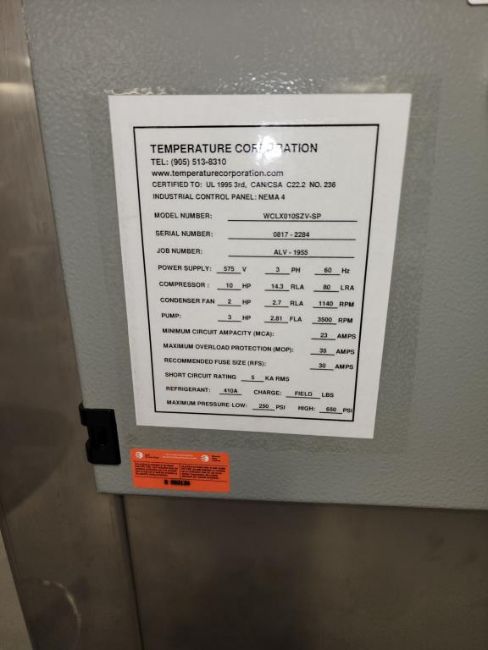 TEMPERATURE CORPORATION
TEL: (905) 513-8310
www.temperaturecorporation.com
CERTIFIED TO: UL 1995 3rd, CAN/CSA C22.2 NO. 236
INDUSTRIAL CONTROL PANEL: NEMA 4
MODEL NUMBER: WCLX010SZV-SP
SERIAL NUMBER: 0817 - 2284
JOB NUMBER: ALV - 1955
POWER SUPPLY: 575 V 3 PH 60 Hz
COMPRESSOR : 10 HP 14.3 RLA 80 LRA
CONDENSER FAN 2 HP 2.7 RLA 1140 RPM
PUMP: 3 HP 2.81 FLA 3500 RPM
MINIMUM CIRCUIT AMPACITY (MCA): 23 AMPS
MAXIMUM OVERLOAD PROTECTION (MOP): 35 AMPS
RECOMMENDED FUSE SIZE (RFS): 30 AMPS
SHORT CIRCUIT RATING 5 KA RMS
REFRIGERANT: 410A CHARGE: FIELD LBS
MAXIMUM PRESSURE LOW: 250 PSI HIGH: 650 PSI